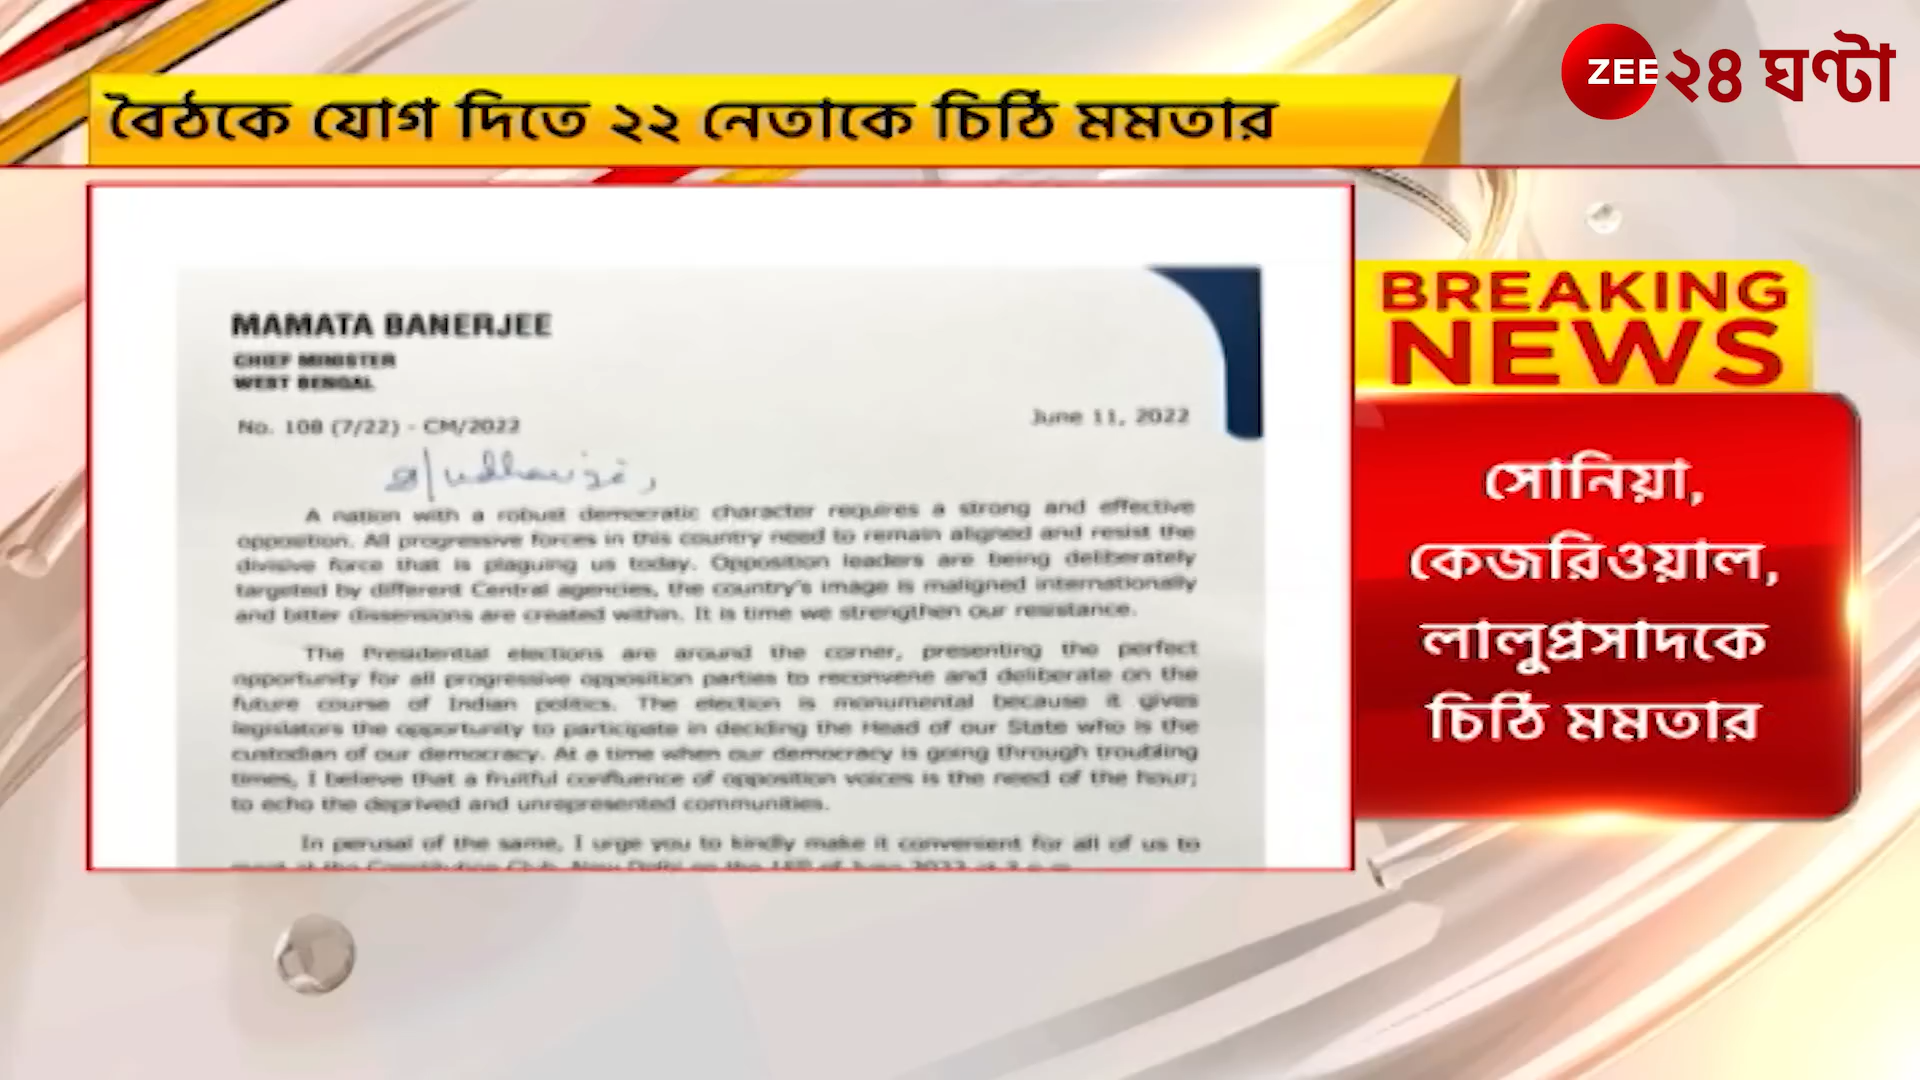 ZEE ২৪ ঘণ্টা
বৈঠকে যোগ দিতে ২২ নেতাকে চিঠি মমতার
MAMATA BANERJEE
CHIEF MINISTER
WEST BENGAL
No. 108 (7/22) - CM/2022
June 11, 2022
A nation with a robust democratic character requires a strong and effective
opposition. All progressive forces in this country need to remain aligned and resist the
divisive force that is plaguing us today. Opposition leaders are being deliberately
targeted by different Central agencies, the country's image is maligned internationally
and bitter dissensions are created within. It is time we strengthen our resistance.
The Presidential elections are around the corner, presenting the perfect
opportunity for all progressive opposition parties to reconvene and deliberate on the
future course of Indian politics. The election is monumental because it gives
legislators the opportunity to participate in deciding the Head of our State who is the
custodian of our democracy. At a time when our democracy is going through troubling
times, I believe that a fruitful confluence of opposition voices is the need of the hour;
to echo the deprived and unrepresented communities.
In perusal of the same, I urge you to kindly make it convenient for all of us to
BREAKING
NEWS
সোনিয়া,
কেজরিওয়াল,
লালুপ্রসাদকে
চিঠি মমতার